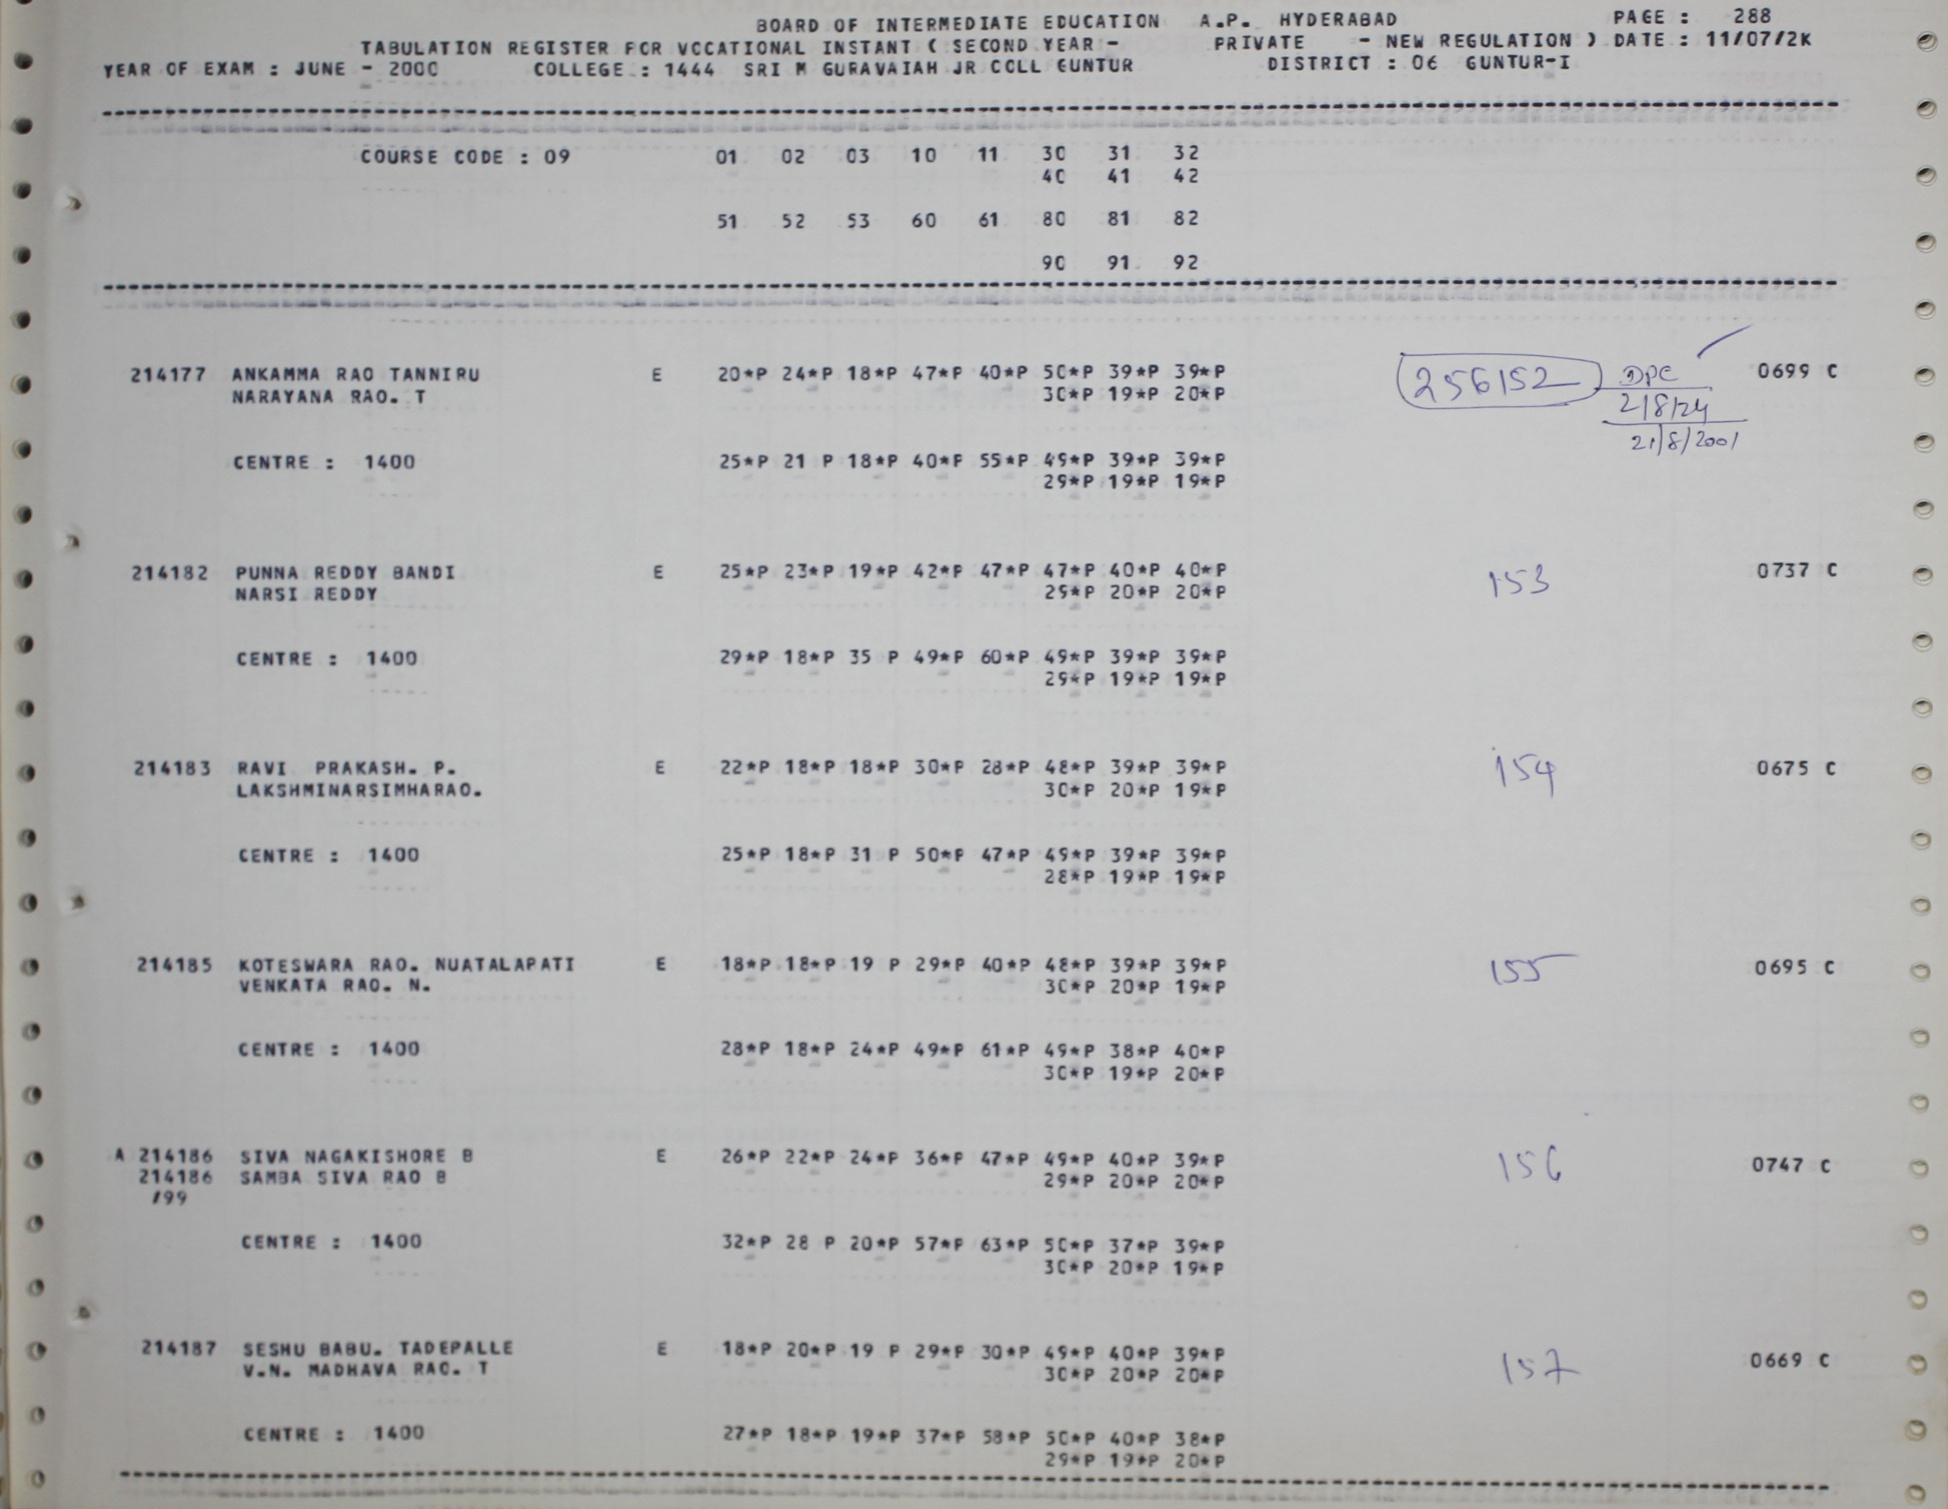 BOARD OF INTERMEDIATE EDUCATION A.P. HYDERABAD PAGE : 288
TABULATION REGISTER FOR VOCATIONAL INSTANT ( SECOND YEAR - PRIVATE - NEW REGULATION ) DATE : 11/07/2K
YEAR OF EXAM : JUNE - 2000 COLLEGE : 1444 SRI M GURAVAIAH JR COLL GUNTUR DISTRICT : 06 GUNTUR-I
COURSE CODE : 09 01 02 03 10 11 30 31 32
40 41 42
51 52 53 60 61 80 81 82
90 91 92
214177 ANKAMMA RAO TANNIRU E 20*P 24*P 18*P 47*P 40*P 50*P 39*P 39*P 256152 DPC 0699 C
NARAYANA RAO. T 30*P 19*P 20*P 2/8/24
21/8/2001
CENTRE : 1400 25*P 21 P 18*P 40*P 55*P 49*P 39*P 39*P
29*P 19*P 19*P
214182 PUNNA REDDY BANDI E 25*P 23*P 19*P 42*P 47*P 47*P 40*P 40*P 153 0737 C
NARSI REDDY 29*P 20*P 20*P
CENTRE : 1400 29*P 18*P 35 P 49*P 60*P 49*P 39*P 39*P
29*P 19*P 19*P
214183 RAVI PRAKASH. P. E 22*P 18*P 18*P 30*P 28*P 48*P 39*P 39*P 154 0675 C
LAKSHMINARSIMHARAO. 30*P 20*P 19*P
CENTRE : 1400 25*P 18*P 31 P 50*P 47*P 49*P 39*P 39*P
28*P 19*P 19*P
214185 KOTESWARA RAO. NUATALAPATI E 18*P 18*P 19 P 29*P 40*P 48*P 39*P 39*P 155 0695 C
VENKATA RAO. N. 30*P 20*P 19*P
CENTRE : 1400 28*P 18*P 24*P 49*P 61*P 49*P 38*P 40*P
30*P 19*P 20*P
A 214186 SIVA NAGAKISHORE B E 26*P 22*P 24*P 36*P 47*P 49*P 40*P 39*P 156 0747 C
214186 SAMBA SIVA RAO B 29*P 20*P 20*P
/99
CENTRE : 1400 32*P 28 P 20*P 57*P 63*P 50*P 37*P 39*P
30*P 20*P 19*P
214187 SESHU BABU. TADEPALLE E 18*P 20*P 19 P 29*P 30*P 49*P 40*P 39*P 157 0669 C
V.N. MADHAVA RAO. T 30*P 20*P 20*P
CENTRE : 1400 27*P 18*P 19*P 37*P 58*P 50*P 40*P 38*P
29*P 19*P 20*P